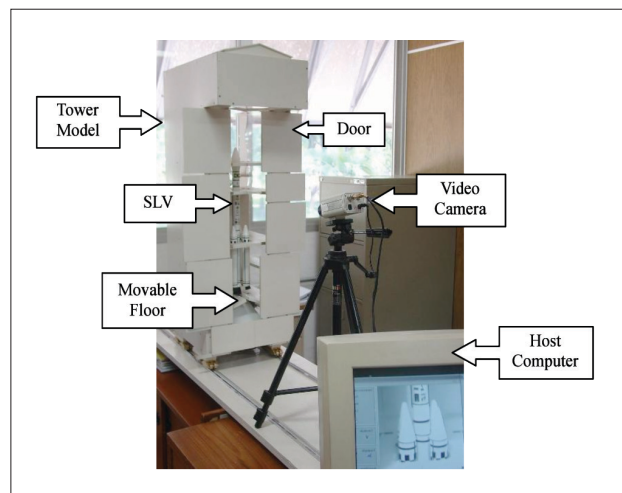 Tower
Model
Door
SLV
Video
Camera
Movable
Floor
Host
Computer